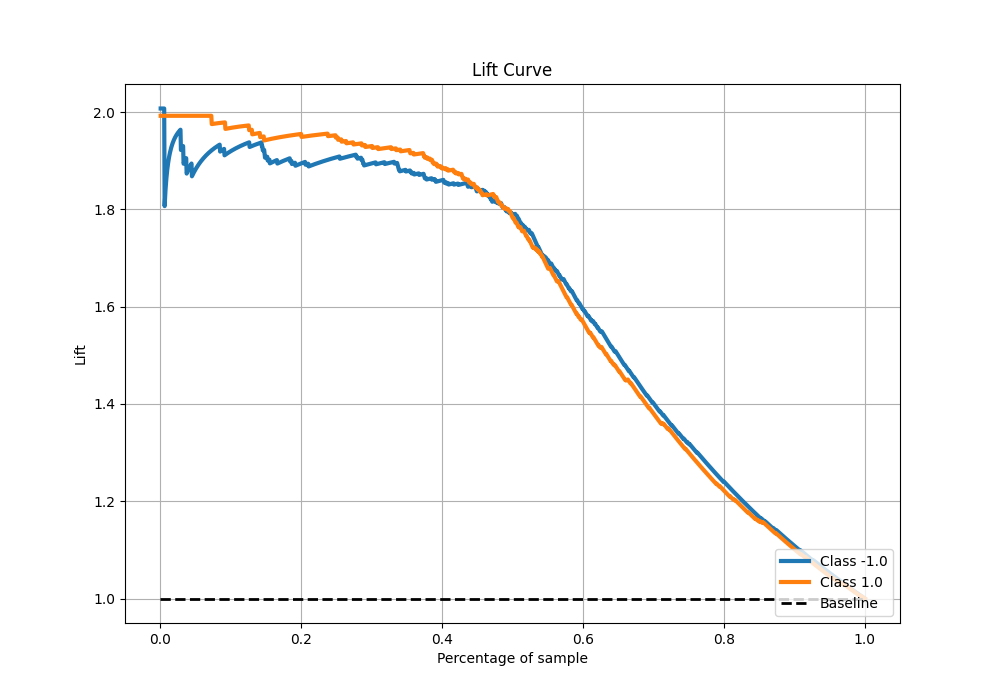 Lift Curve
2.0
1.8
1.6
1.4
1.2
1.0
Lift
0.0 0.2 0.4 0.6 0.8 1.0
Percentage of sample
Class -1.0
Class 1.0
Baseline